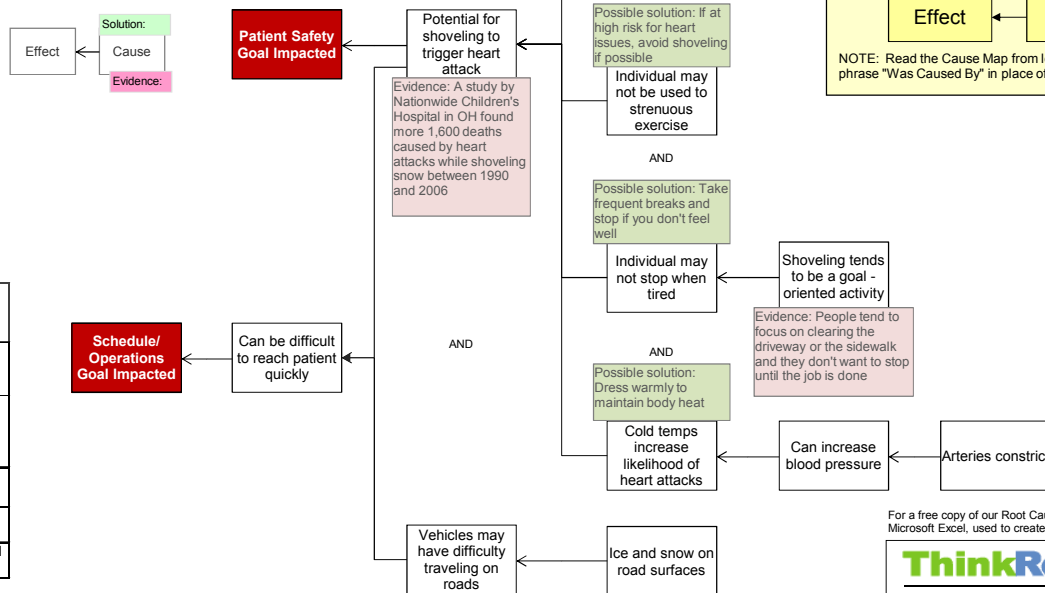 Effect
Solution:
Cause
Evidence:
Patient Safety
Goal Impacted
Potential for
shoveling to
trigger heart
attack
Evidence: A study by
Nationwide Children's
Hospital in OH found
more 1,600 deaths
caused by heart
attacks while shoveling
snow between 1990
and 2006
Possible solution: If at
high risk for heart
issues, avoid shoveling
if possible
Individual may
not be used to
strenuous
exercise
AND
Effect
NOTE:  Read the Cause Map from
phrase "Was Caused By" in place of
Possible solution: Take
frequent breaks and
stop if you don't feel
well
Individual may
not stop when
tired
Shoveling tends
to be a goal -
oriented activity
Evidence: People tend to
focus on clearing the
driveway or the sidewalk
and they don't want to stop
until the job is done
Schedule/
Operations
Goal Impacted
Can be difficult
to reach patient
quickly
AND
AND
Possible solution:
Dress warmly to
maintain body heat
Cold temps
increase
likelihood of
heart attacks
Can increase
blood pressure
Arteries constric
Vehicles may
have difficulty
traveling on
roads
Ice and snow on
road surfaces
For a free copy of our Root Cau
Microsoft Excel, used to create
ThinkRe